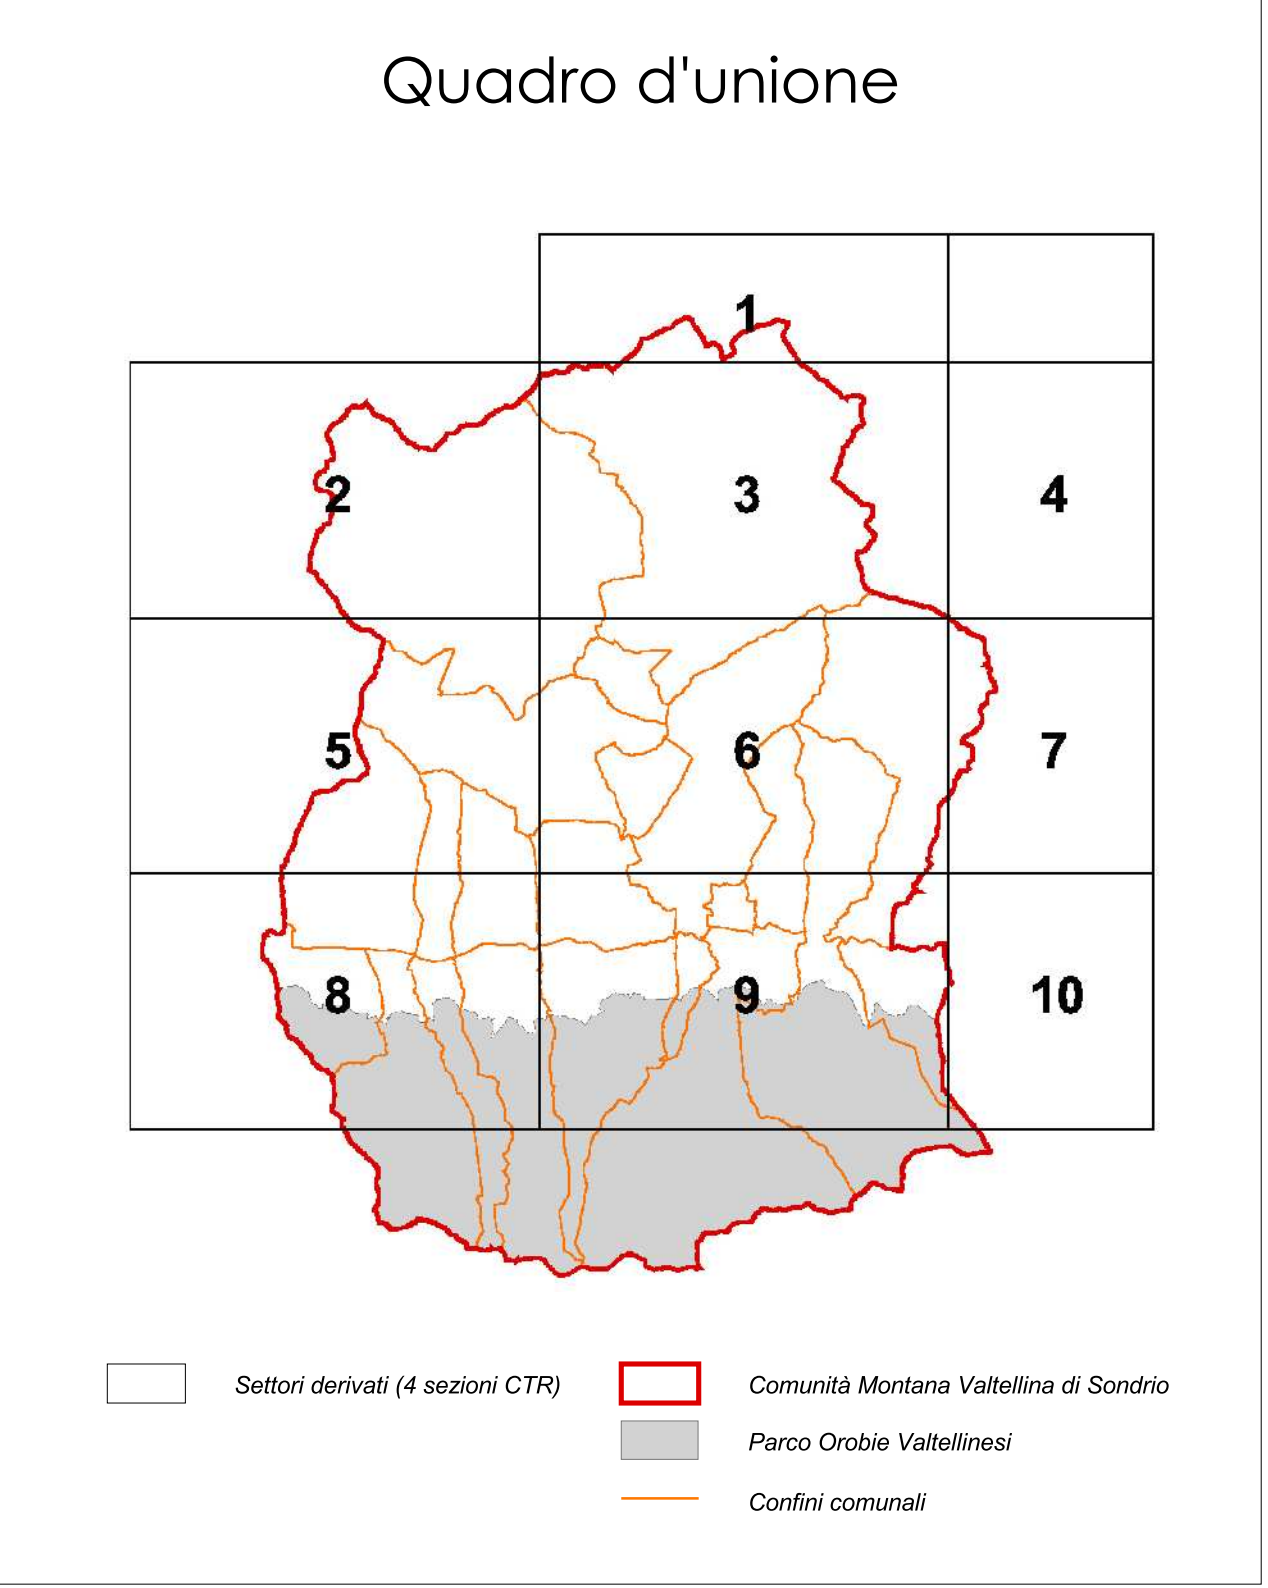 Quadro d'unione
1
2
3
4
5
6
7
8
9
10
Settori derivati (4 sezioni CTR)
Comunità Montana Valtellina di Sondrio
Parco Orobie Valtellinesi
Confini comunali